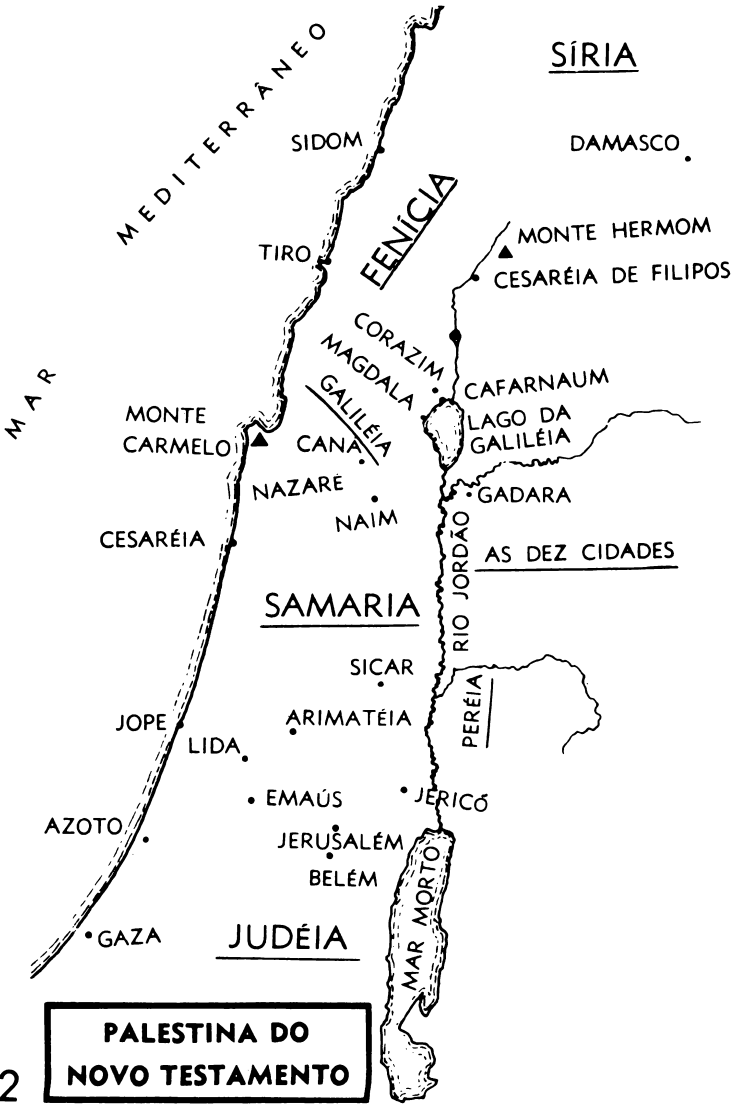 SÍRIA
MAR MEDITERRÂNEO
SIDOM
DAMASCO
FENÍCIA
MONTE HERMOM
TIRO
CESARÉIA DE FILIPOS
CORAZIM
MAGDALA
CAFARNAUM
GALILÉIA
LAGO DA
GALILÉIA
MONTE
CARMELO
CANA
NAZARÉ
GADARA
NAIM
CESARÉIA
RIO JORDÃO
AS DEZ CIDADES
SAMARIA
SICAR
PERÉIA
JOPE
ARIMATÉIA
LIDA
EMAÚS
JERICÓ
AZOTO
JERUSALÉM
BELÉM
MAR MORTO
GAZA
JUDÉIA
PALESTINA DO
NOVO TESTAMENTO
2